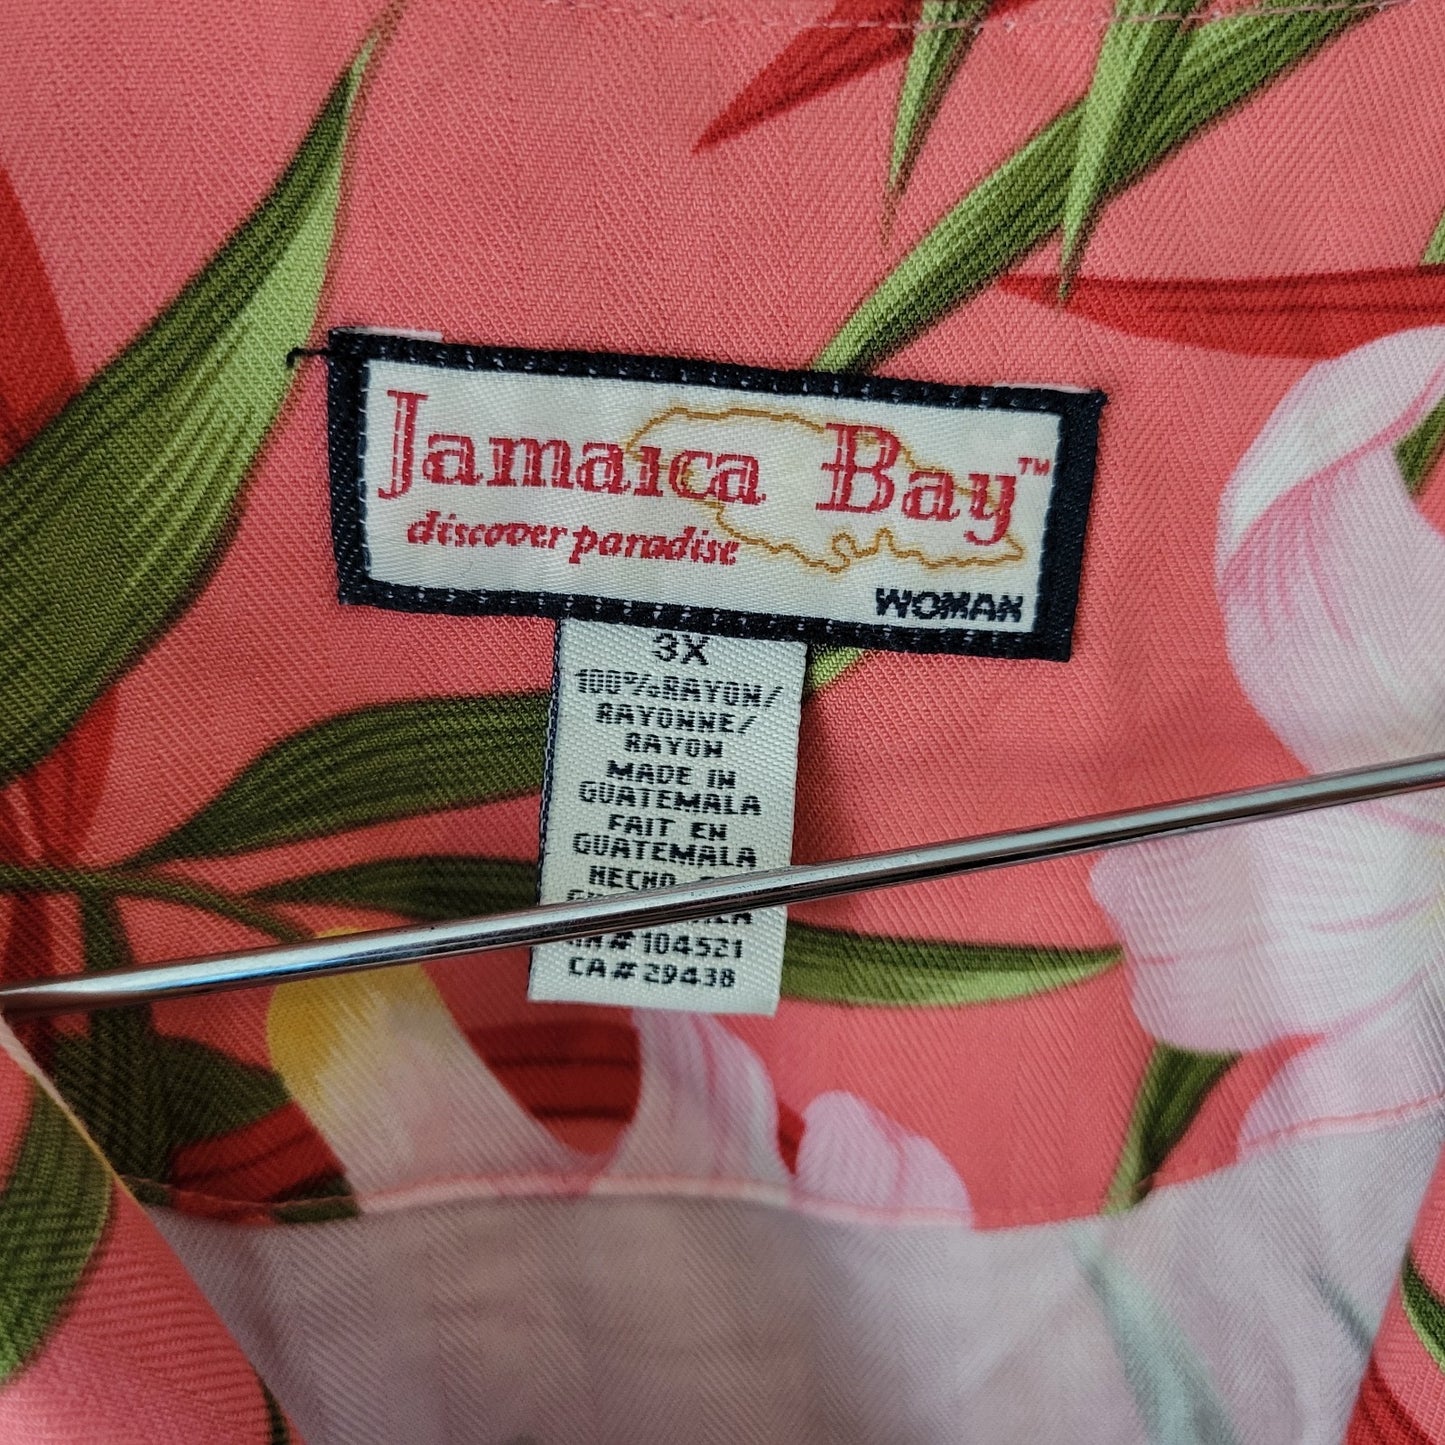 Jamaica Bay™
discover paradise
WOMAN
3X
100%RAYON/
RAYONNE/
RAYON
MADE IN
GUATEMALA
FAIT EN
GUATEMALA
HECHO
#104521
CA#29438